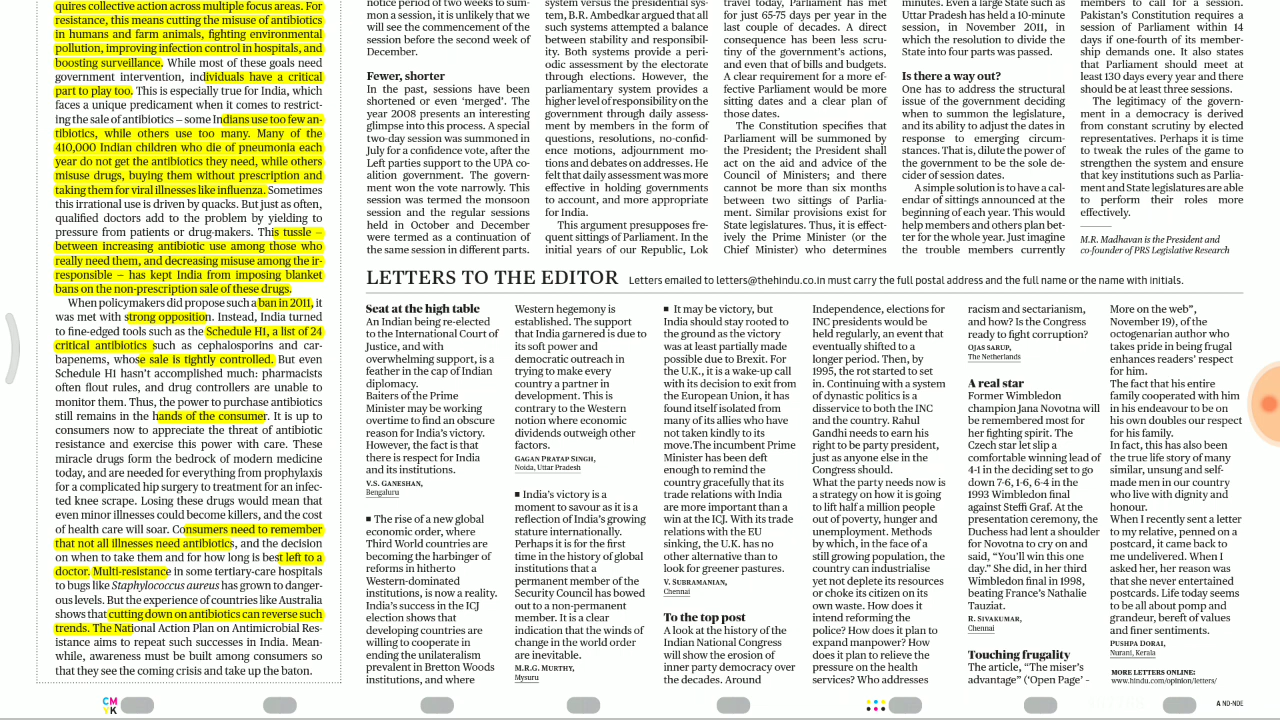 quires collective action across multiple focus areas. For
resistance, this means cutting the misuse of antibiotics
in humans and farm animals, fighting environmental
pollution, improving infection control in hospitals, and
boosting surveillance. While most of these goals need
government intervention, individuals have a critical
part to play too. This is especially true for India, which
faces a unique predicament when it comes to restrict-
ing the sale of antibiotics – some Indians use too few an-
tibiotics, while others use too many. Many of the
410,000 Indian children who die of pneumonia each
year do not get the antibiotics they need, while others
misuse drugs, buying them without prescription and
taking them for viral illnesses like influenza. Sometimes
this irrational use is driven by quacks. But just as often,
qualified doctors add to the problem by yielding to
pressure from patients or drug-makers. This tussle –
between increasing antibiotic use among those who
really need them, and decreasing misuse among the ir-
responsible – has kept India from imposing blanket
bans on the non-prescription sale of these drugs.
When policymakers did propose such a ban in 2011, it
was met with strong opposition. Instead, India turned
to fine-edged tools such as the Schedule H1, a list of 24
critical antibiotics such as cephalosporins and car-
bapenems, whose sale is tightly controlled. But even
Schedule H1 hasn't accomplished much: pharmacists
often flout rules, and drug controllers are unable to
monitor them. Thus, the power to purchase antibiotics
still remains in the hands of the consumer. It is up to
consumers now to appreciate the threat of antibiotic
resistance and exercise this power with care. These
miracle drugs form the bedrock of modern medicine
today, and are needed for everything from prophylaxis
for a complicated hip surgery to treatment for an infec-
ted knee scrape. Losing these drugs would mean that
even minor illnesses could become killers, and the cost
of health care will soar. Consumers need to remember
that not all illnesses need antibiotics, and the decision
on when to take them and for how long is best left to a
doctor. Multi-resistance in some tertiary-care hospitals
to bugs like Staphylococcus aureus has grown to danger-
ous levels. But the experience of countries like Australia
shows that cutting down on antibiotics can reverse such
trends. The National Action Plan on Antimicrobial Res-
istance aims to repeat such successes in India. Mean-
while, awareness must be built among consumers so
that they see the coming crisis and take up the baton.
notice period of two weeks to sum-
mon a session, it is unlikely that we
will see the commencement of the
session before the second week of
December.
Fewer, shorter
In the past, sessions have been
shortened or even 'merged'. The
year 2008 presents an interesting
glimpse into this process. A special
two-day session was summoned in
July for a confidence vote, after the
Left parties support to the UPA co-
alition government. The govern-
ment won the vote narrowly. This
session was termed the monsoon
session and the regular sessions
held in October and December
were termed as a continuation of
the same session in different parts.
system versus the presidential sys-
tem, B.R. Ambedkar argued that all
such systems attempted a balance
between stability and responsibil-
ity. Both systems provide a peri-
odic assessment by the electorate
through elections. However, the
parliamentary system provides a
higher level of responsibility on the
government through daily assess-
ment by members in the form of
questions, resolutions, no-confid-
ence motions, adjournment mo-
tions and debates on addresses. He
felt that daily assessment was more
effective in holding governments
to account, and more appropriate
for India.
This argument presupposes fre-
quent sittings of Parliament. In the
initial years of our Republic, Lok
travel today, Parliament has met
for just 65-75 days per year in the
last couple of decades. A direct
consequence has been less scru-
tiny of the government's actions,
and even that of bills and budgets.
A clear requirement for a more ef-
fective Parliament would be more
sitting dates and a clear plan of
those dates.
The Constitution specifies that
Parliament will be summoned by
the President; the President shall
act on the aid and advice of the
Council of Ministers; and there
cannot be more than six months
between two sittings of Parlia-
ment. Similar provisions exist for
State legislatures. Thus, it is effect-
ively the Prime Minister (or the
Chief Minister) who determines
minutes. Even a large State such as
Uttar Pradesh has held a 10-minute
session, in November 2011, in
which the resolution to divide the
State into four parts was passed.
Is there a way out?
One has to address the structural
issue of the government deciding
when to summon the legislature,
and its ability to adjust the dates in
response to emerging circum-
stances. That is, dilute the power of
the government to be the sole de-
cider of session dates.
A simple solution is to have a cal-
endar of sittings announced at the
beginning of each year. This would
help members and others plan bet-
ter for the whole year. Just imagine
the trouble members currently
members to call for a session.
Pakistan's Constitution requires a
session of Parliament within 14
days if one-fourth of its member-
ship demands one. It also states
that Parliament should meet at
least 130 days every year and there
should be at least three sessions.
The legitimacy of the govern-
ment in a democracy is derived
from constant scrutiny by elected
representatives. Perhaps it is time
to tweak the rules of the game to
strengthen the system and ensure
that key institutions such as Parlia-
ment and State legislatures are able
to perform their roles more
effectively.
M.R. Madhavan is the President and
co-founder of PRS Legislative Research
LETTERS TO THE EDITOR Letters emailed to letters@thehindu.co.in must carry the full postal address and the full name or the name with initials.
Seat at the high table
An Indian being re-elected
to the International Court of
Justice, and with
overwhelming support, is a
feather in the cap of Indian
diplomacy.
Baiters of the Prime
Minister may be working
overtime to find an obscure
reason for India's victory.
However, the fact is that
there is respect for India
and its institutions.
V.S. GANESHAN,
Bengaluru
■ The rise of a new global
economic order, where
Third World countries are
becoming the harbinger of
reforms in hitherto
Western-dominated
institutions, is now a reality.
India's success in the ICJ
election shows that
developing countries are
willing to cooperate in
ending the unilateralism
prevalent in Bretton Woods
institutions, and where
Western hegemony is
established. The support
that India garnered is due to
its soft power and
democratic outreach in
trying to make every
country a partner in
development. This is
contrary to the Western
notion where economic
dividends outweigh other
factors.
GAGAN PRATAP SINGH,
Noida, Uttar Pradesh
■ India's victory is a
moment to savour as it is a
reflection of India's growing
stature internationally.
Perhaps it is for the first
time in the history of global
institutions that a
permanent member of the
Security Council has bowed
out to a non-permanent
member. It is a clear
indication that the winds of
change in the world order
are inevitable.
M.R.G. MURTHY,
Mysuru
■ It may be victory, but
India should stay rooted to
the ground as the victory
was at least partially made
possible due to Brexit. For
the U.K., it is a wake-up call
with its decision to exit from
the European Union, it has
found itself isolated from
many of its allies who have
not taken kindly to its
move.The incumbent Prime
Minister has been deft
enough to remind the
country gracefully that its
trade relations with India
are more important than a
win at the ICJ. With its trade
relations with the EU
sinking, the U.K. has no
other alternative than to
look for greener pastures.
V. SUBRAMANIAN,
Chennai
To the top post
A look at the history of the
Indian National Congress
will show the erosion of
inner party democracy over
the decades. Around
Independence, elections for
INC presidents would be
held regularly, an event that
eventually shifted to a
longer period. Then, by
1995, the rot started to set
in. Continuing with a system
of dynastic politics is a
disservice to both the INC
and the country. Rahul
Gandhi needs to earn his
right to be party president,
just as anyone else in the
Congress should.
What the party needs now is
a strategy on how it is going
to lift half a million people
out of poverty, hunger and
unemployment. Methods
by which, in the face of a
still growing population, the
country can industrialise
yet not deplete its resources
or choke its citizen on its
own waste. How does it
intend reforming the
police? How does it plan to
expand manpower? How
does it plan to relieve the
pressure on the health
services? Who addresses
racism and sectarianism,
and how? Is the Congress
ready to fight corruption?
OJAS SARUP,
The Netherlands
A real star
Former Wimbledon
champion Jana Novotna will
be remembered most for
her fighting spirit. The
Czech star let slip a
comfortable winning lead of
4-1 in the deciding set to go
down 7-6, 1-6, 6-4 in the
1993 Wimbledon final
against Steffi Graf. At the
presentation ceremony, the
Duchess had lent a shoulder
for Novotna to cry on and
said, "You'll win this one
day." She did, in her third
Wimbledon final in 1998,
beating France's Nathalie
Tauziat.
R. SIVAKUMAR,
Chennai
Touching frugality
The article, "The miser's
advantage" ('Open Page' -
More on the web",
November 19), of the
octogenarian author who
takes pride in being frugal
enhances readers' respect
for him.
The fact that his entire
family cooperated with him
in his endeavour to be on
his own doubles our respect
for his family.
In fact, this has also been
the true life story of many
similar, unsung and self-
made men in our country
who live with dignity and
honour.
When I recently sent a letter
to my relative, penned on a
postcard, it came back to
me undelivered. When I
asked her, her reason was
that she never entertained
postcards. Life today seems
to be all about pomp and
grandeur, bereft of values
and finer sentiments.
PUSHPA DORAI,
Nurani, Kerala
MORE LETTERS ONLINE:
www.hindu.com/opinion/letters/
CM
YK
A ND-NDE